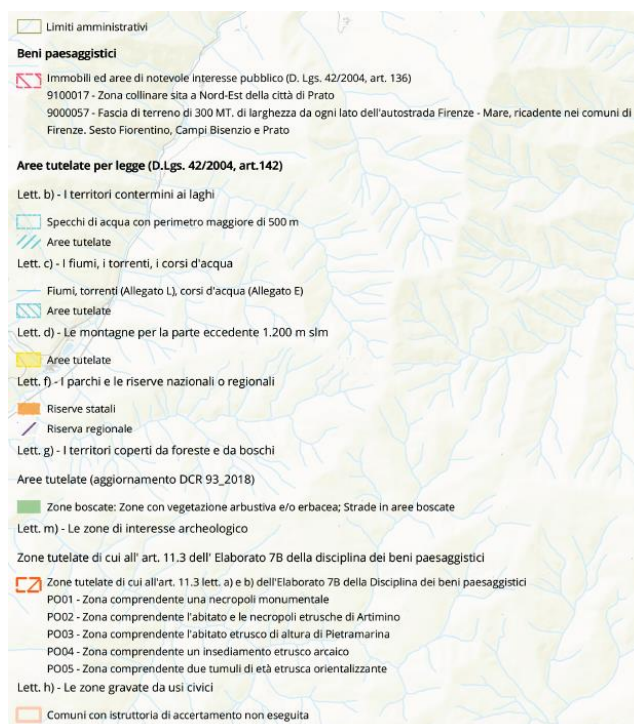 Limiti amministrativi
Beni paesaggistici
Immobili ed aree di notevole interesse pubblico (D. Lgs. 42/2004, art. 136)
9100017 - Zona collinare sita a Nord-Est della città di Prato
9000057 - Fascia di terreno di 300 MT. di larghezza da ogni lato dell'autostrada Firenze - Mare, ricadente nei comuni di
Firenze. Sesto Fiorentino, Campi Bisenzio e Prato
Aree tutelate per legge (D.Lgs. 42/2004, art.142)
Lett. b) - I territori contermini ai laghi
Specchi di acqua con perimetro maggiore di 500 m
Aree tutelate
Lett. c) - I fiumi, i torrenti, i corsi d'acqua
Fiumi, torrenti (Allegato L), corsi d'acqua (Allegato E)
Aree tutelate
Lett. d) - Le montagne per la parte eccedente 1.200 m slm
Aree tutelate
Lett. f) - I parchi e le riserve nazionali o regionali
Riserve statali
Riserva regionale
Lett. g) - I territori coperti da foreste e da boschi
Aree tutelate (aggiornamento DCR 93_2018)
Zone boscate: Zone con vegetazione arbustiva e/o erbacea; Strade in aree boscate
Lett. m) - Le zone di interesse archeologico
Zone tutelate di cui all' art. 11.3 dell' Elaborato 7B della disciplina dei beni paesaggistici
Zone tutelate di cui all'art. 11.3 lett. a) e b) dell'Elaborato 7B della Disciplina dei beni paesaggistici
PO01 - Zona comprendente una necropoli monumentale
PO02 - Zona comprendente l'abitato e le necropoli etrusche di Artimino
PO03 - Zona comprendente l'abitato etrusco di altura di Pietramarina
PO04 - Zona comprendente un insediamento etrusco arcaico
PO05 - Zona comprendente due tumuli di età etrusca orientalizzante
Lett. h) - Le zone gravate da usi civici
Comuni con istruttoria di accertamento non eseguita